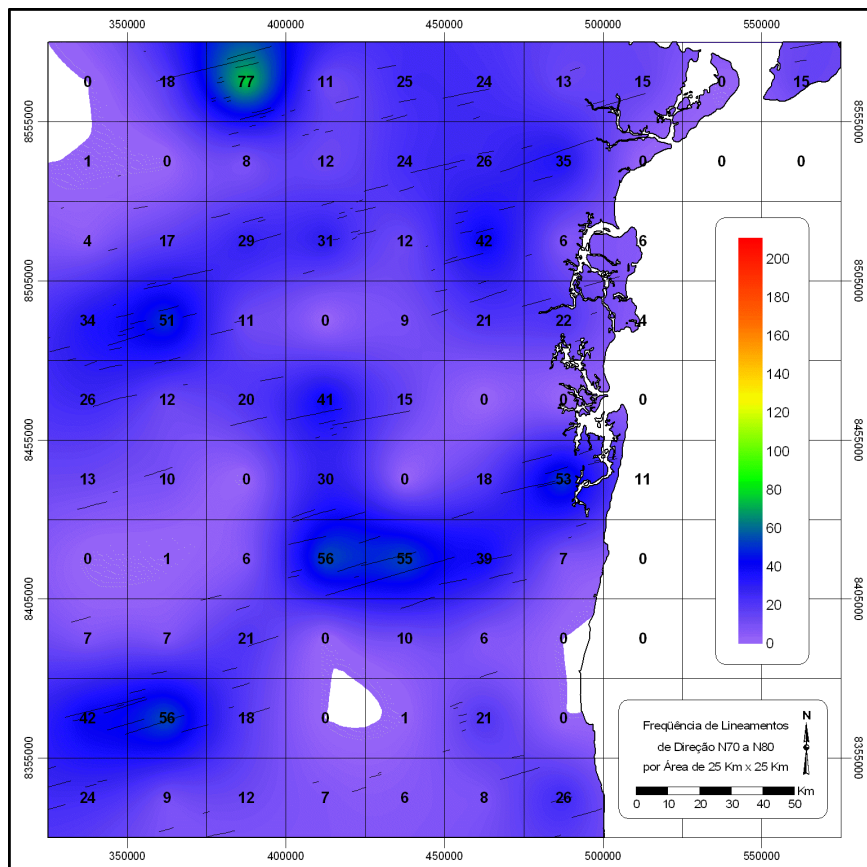 350000 400000 450000 500000 550000
0 18 77 11 25 24 13 15 0 15
8555000 8555000
1 0 8 12 24 26 35 0 0 0
4 17 29 31 12 42 6 6
8505000 8505000
200
34 51 11 0 9 21 22 4
180
160
140
26 12 20 41 15 0 0 0
120
8455000 8455000
100
13 10 0 30 0 18 53 11
80
60
0 1 6 56 55 39 7 0
40
8405000 8405000
20
7 7 21 0 10 6 0 0
0
42 56 18 0 1 21 0
Freqüência de Lineamentos
N
de Direção N70 a N80
por Área de 25 Km x 25 Km
8355000 8355000
24 9 12 7 6 8 26
Km
0 10 20 30 40 50
350000 400000 450000 500000 550000